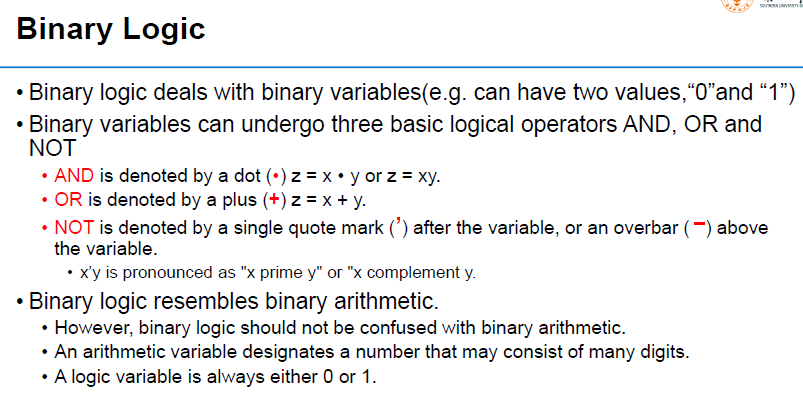 SOUTHERN UNIVERSITY O
Binary Logic
• Binary logic deals with binary variables(e.g. can have two values,“0”and “1”)
• Binary variables can undergo three basic logical operators AND, OR and
NOT
• AND is denoted by a dot (•) z = x • y or z = xy.
• OR is denoted by a plus (+) z = x + y.
• NOT is denoted by a single quote mark (’) after the variable, or an overbar ( ‾ ) above
the variable.
• x’y is pronounced as "x prime y" or "x complement y.
• Binary logic resembles binary arithmetic.
• However, binary logic should not be confused with binary arithmetic.
• An arithmetic variable designates a number that may consist of many digits.
• A logic variable is always either 0 or 1.